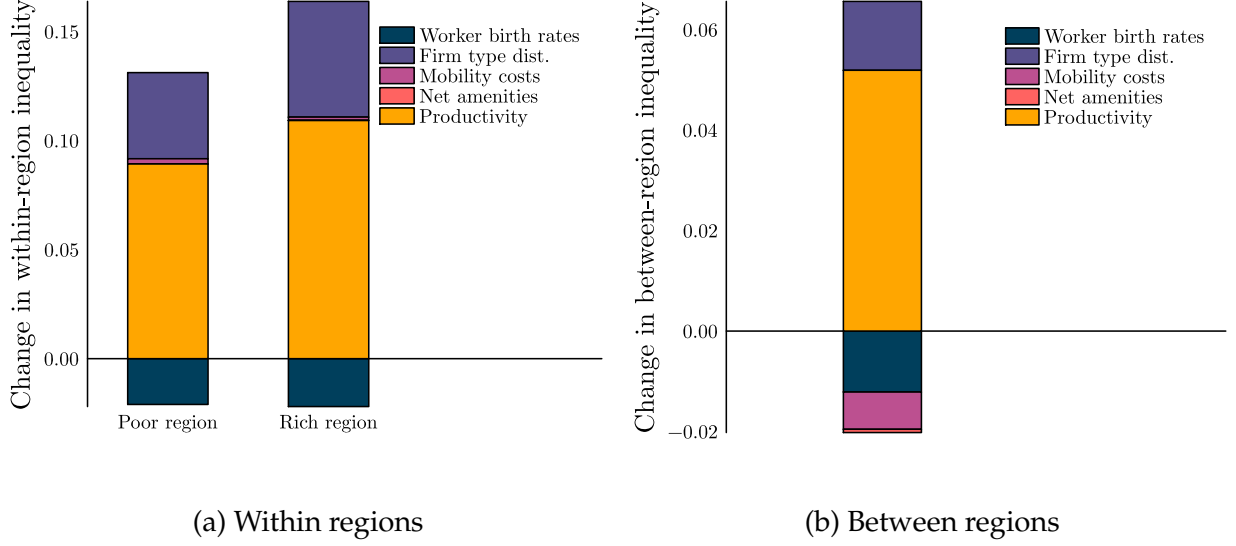 Change in within-region inequality
0.15
0.10
0.05
0.00
Worker birth rates
Firm type dist.
Mobility costs
Net amenities
Productivity
Poor region
Rich region
(a) Within regions
Change in between-region inequality
0.06
0.04
0.02
0.00
−0.02
Worker birth rates
Firm type dist.
Mobility costs
Net amenities
Productivity
(b) Between regions